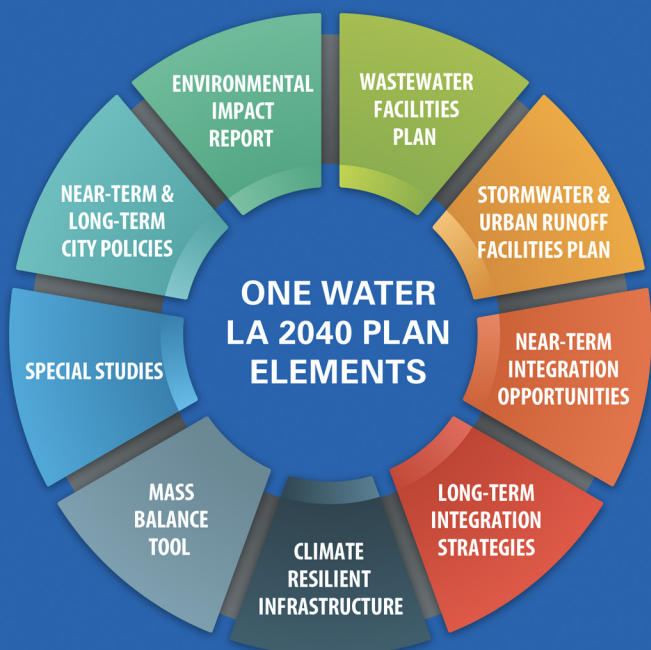 ONE WATER
LA 2040 PLAN
ELEMENTS
WASTEWATER
FACILITIES
PLAN
STORMWATER &
URBAN RUNOFF
FACILITIES PLAN
NEAR-TERM
INTEGRATION
OPPORTUNITIES
LONG-TERM
INTEGRATION
STRATEGIES
CLIMATE
RESILIENT
INFRASTRUCTURE
MASS
BALANCE
TOOL
SPECIAL STUDIES
NEAR-TERM &
LONG-TERM
CITY POLICIES
ENVIRONMENTAL
IMPACT
REPORT